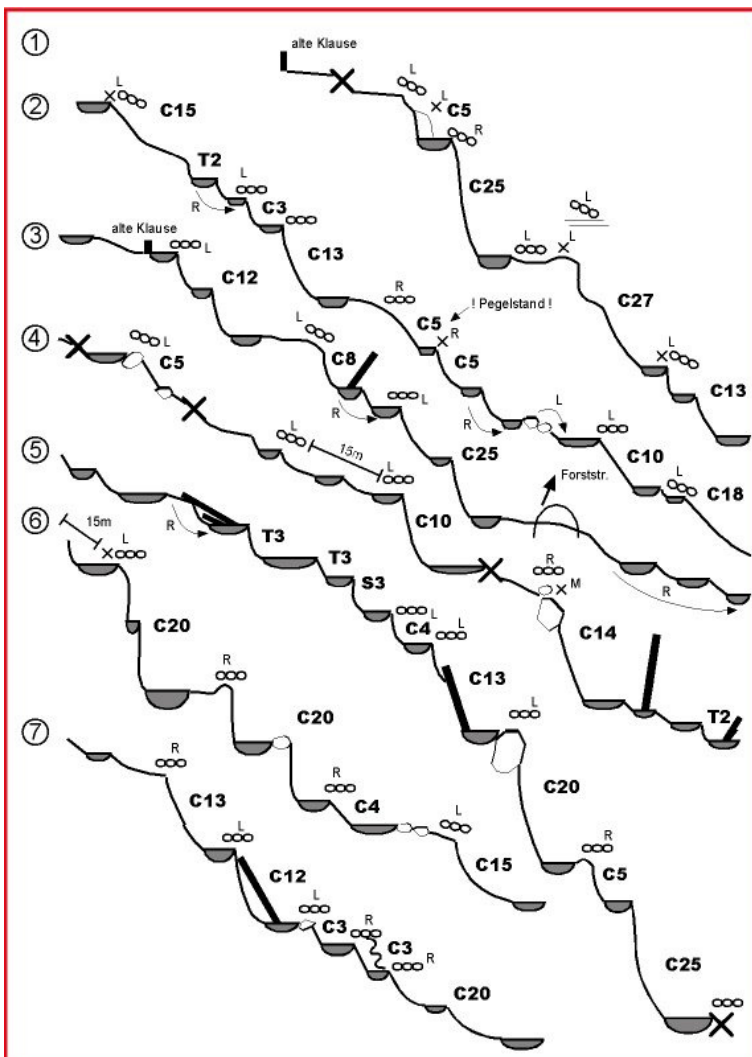 ①
alte Klause
L
C5
L
R
C25
L
L
L
C27
L
C13
②
L
C15
T2
R
L
C3
C13
R
C5
R
! Pegelstand !
C5
R
L
L
C10
L
C18
③
alte Klause
L
C12
L
C8
R
L
C25
Forststr.
R
④
L
C5
L
15m
L
C10
R
M
C14
T2
⑤
R
T3
T3
S3
L
C4
L
C13
L
C20
R
C5
C25
⑥
15m
L
C20
R
C20
R
C4
L
C15
⑦
R
C13
L
C12
L
C3
R
C3
R
C20